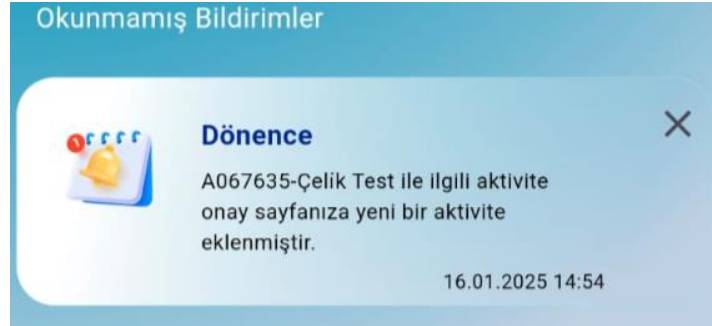 Okunmamış Bildirimler
1
Dönence
A067635-Çelik Test ile ilgili aktivite
onay sayfanıza yeni bir aktivite
eklenmiştir.
16.01.2025 14:54